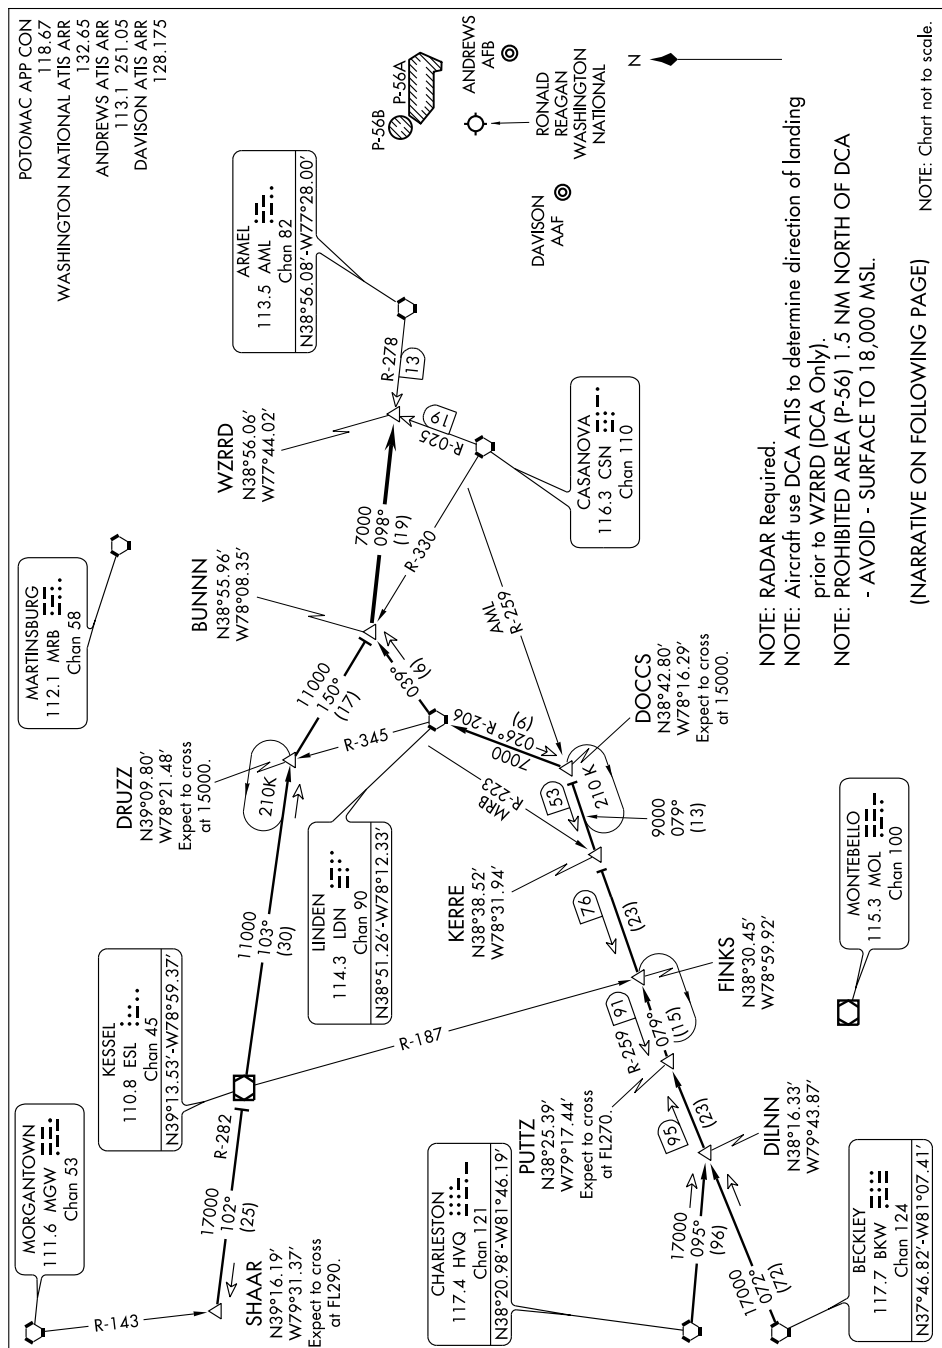 POTOMAC APP CON
118.67
WASHINGTON NATIONAL ATIS ARR
132.65
ANDREWS ATIS ARR
113.1 251.05
DAVISON ATIS ARR
128.175
MORGANTOWN
111.6 MGW
Chan 53
R-143
SHAAR
N39°16.19'
W79°31.37'
Expect to cross
at FL290.
17000
102°
(25)
R-282
KESSEL
110.8 ESL
Chan 45
N39°13.53'-W78°59.37'
11000
103°
(30)
R-187
DRUZZ
N39°09.80'
W78°21.48'
Expect to cross
at 15000.
210K
11000
150°
(17)
R-345
MARTINSBURG
112.1 MRB
Chan 58
BUNNN
N38°55.96'
W78°08.35'
7000
098°
(19)
WZRRD
N38°56.06'
W77°44.02'
ARMEL
113.5 AML
Chan 82
N38°56.08'-W77°28.00'
R-278
13
R-025
19
R-330
CASANOVA
116.3 CSN
Chan 110
LINDEN
114.3 LDN
Chan 90
N38°51.26'-W78°12.33'
039°
(6)
7000
026° R-206
(9)
AML
R-259
MRB
R-223
DOCCS
N38°42.80'
W78°16.29'
Expect to cross
at 15000.
210 K
53
9000
079°
(13)
KERRE
N38°38.52'
W78°31.94'
76
(23)
FINKS
N38°30.45'
W78°59.92'
R-259
91
079°
(15)
PUTTZ
N38°25.39'
W79°17.44'
Expect to cross
at FL270.
95
(23)
DILNN
N38°16.33'
W79°43.87'
CHARLESTON
117.4 HVQ
Chan 121
N38°20.98'-W81°46.19'
17000
095°
(96)
17000
072°
(72)
BECKLEY
117.7 BKW
Chan 124
N37°46.82'-W81°07.41'
MONTEBELLO
115.3 MOL
Chan 100
P-56B
P-56A
ANDREWS
AFB
RONALD
REAGAN
WASHINGTON
NATIONAL
DAVISON
AAF
N
NOTE: RADAR Required.
NOTE: Aircraft use DCA ATIS to determine direction of landing
prior to WZRRD (DCA Only).
NOTE: PROHIBITED AREA (P-56) 1.5 NM NORTH OF DCA
- AVOID - SURFACE TO 18,000 MSL.
(NARRATIVE ON FOLLOWING PAGE)
NOTE: Chart not to scale.